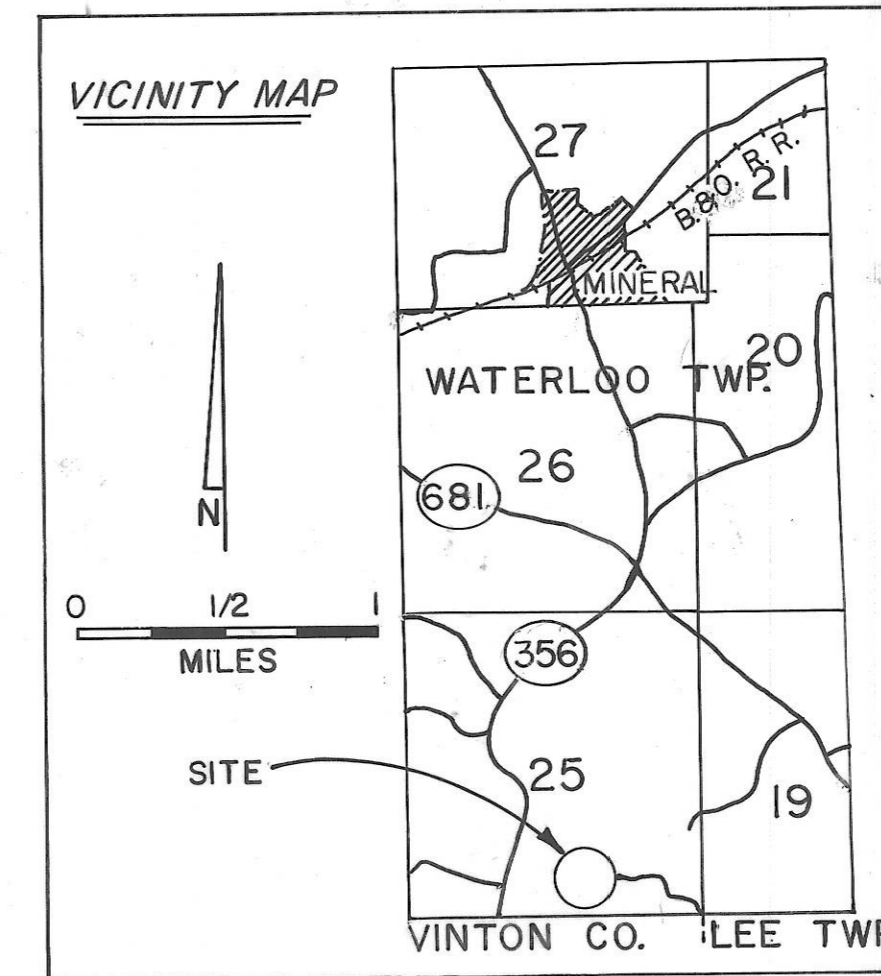 VICINITY MAP
27
B.&O. R. R.
21
MINERAL
20
WATERLOO TWP.
26
681
N
0 1/2 1
MILES
356
SITE
25
19
VINTON CO. LEE TWP